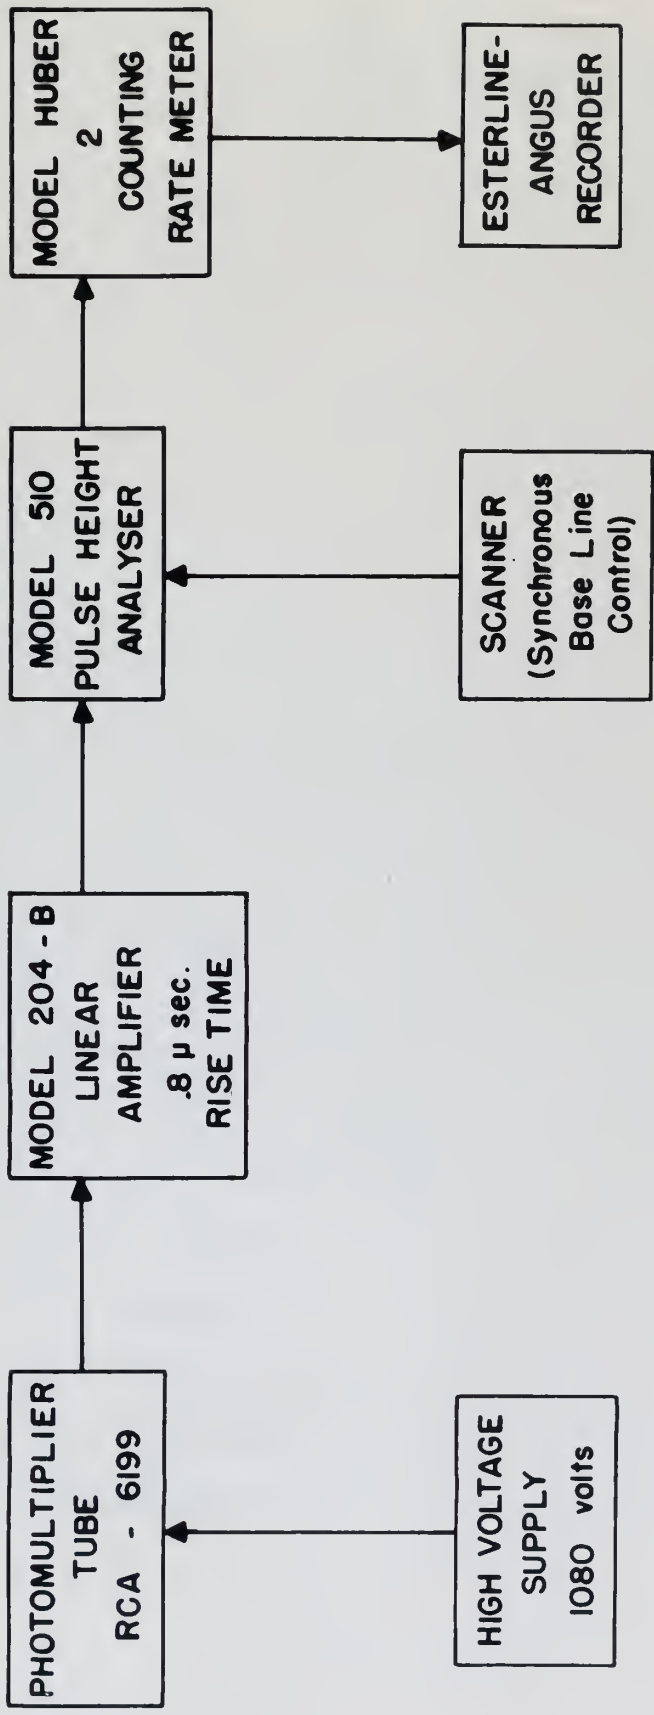 PHOTOMULTIPLIER
TUBE
RCA - 6199
MODEL 204-B
LINEAR
AMPLIFIER
.8 μ sec.
RISE TIME
MODEL 510
PULSE HEIGHT
ANALYSER
MODEL HUBER
2
COUNTING
RATE METER
HIGH VOLTAGE
SUPPLY
1080 volts
SCANNER
(Synchronous
Base Line
Control)
ESTERLINE-
ANGUS
RECORDER